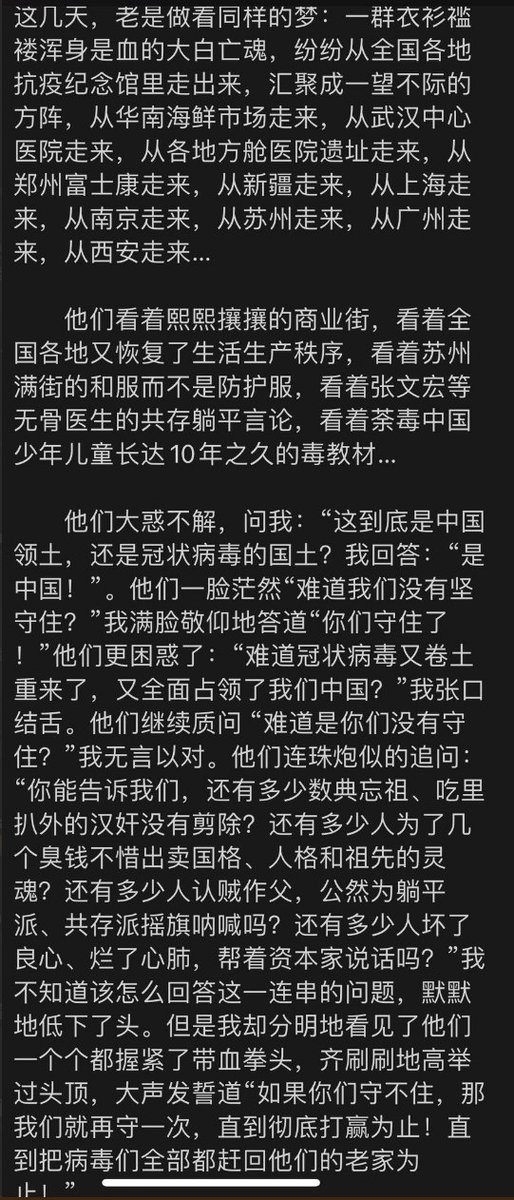 这几天，老是做看同样的梦：一群衣衫褴
褛浑身是血的大白亡魂，纷纷从全国各地
抗疫纪念馆里走出来，汇聚成一望不际的
方阵，从华南海鲜市场走来，从武汉中心
医院走来，从各地方舱医院遗址走来，从
郑州富士康走来，从新疆走来，从上海走
来，从南京走来，从苏州走来，从广州走
来，从西安走来...
他们看着熙熙攘攘的商业街，看着全
国各地又恢复了生活生产秩序，看着苏州
满街的和服而不是防护服，看着张文宏等
无骨医生的共存躺平言论，看着荼毒中国
少年儿童长达10年之久的毒教材...
他们大惑不解，问我：“这到底是中国
领土，还是冠状病毒的国土？我回答：“是
中国！”。他们一脸茫然“难道我们没有坚
守住？”我满脸敬仰地答道“你们守住了
！”他们更困惑了：“难道冠状病毒又卷土
重来了，又全面占领了我们中国？”我张口
结舌。他们继续质问 “难道是你们没有守
住？”我无言以对。他们连珠炮似的追问：
“你能告诉我们，还有多少数典忘祖、吃里
扒外的汉奸没有剪除？还有多少人为了几
个臭钱不惜出卖国格、人格和祖先的灵
魂？还有多少人认贼作父，公然为躺平
派、共存派摇旗呐喊吗？还有多少人坏了
良心、烂了心肺，帮着资本家说话吗？”我
不知道该怎么回答这一连串的问题，默默
地低下了头。但是我却分明地看见了他们
一个个都握紧了带血拳头，齐刷刷地高举
过头顶，大声发誓道“如果你们守不住，那
我们就再守一次，直到彻底打赢为止！直
到把病毒们全部都赶回他们的老家为
止！”